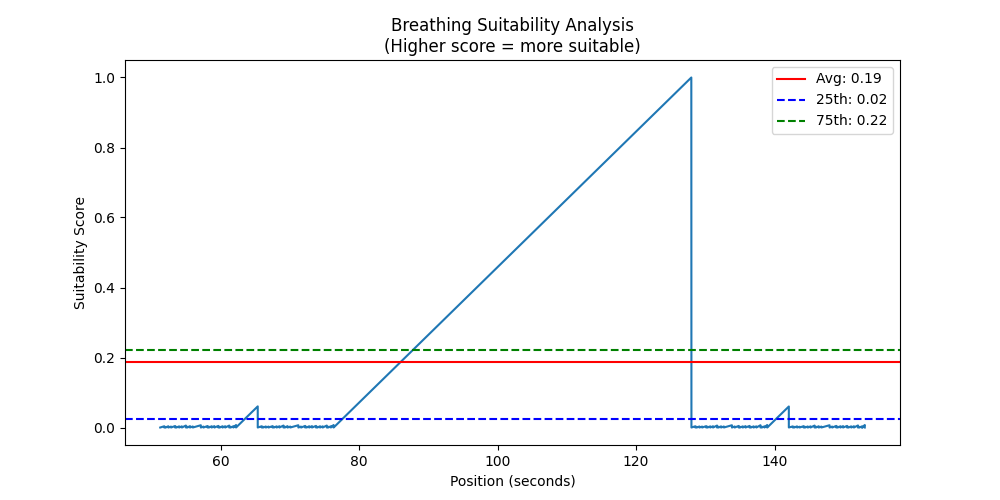 Breathing Suitability Analysis
(Higher score = more suitable)
Avg: 0.19
25th: 0.02
75th: 0.22
1.0
0.8
0.6
0.4
0.2
0.0
Suitability Score
60
80
100
120
140
Position (seconds)